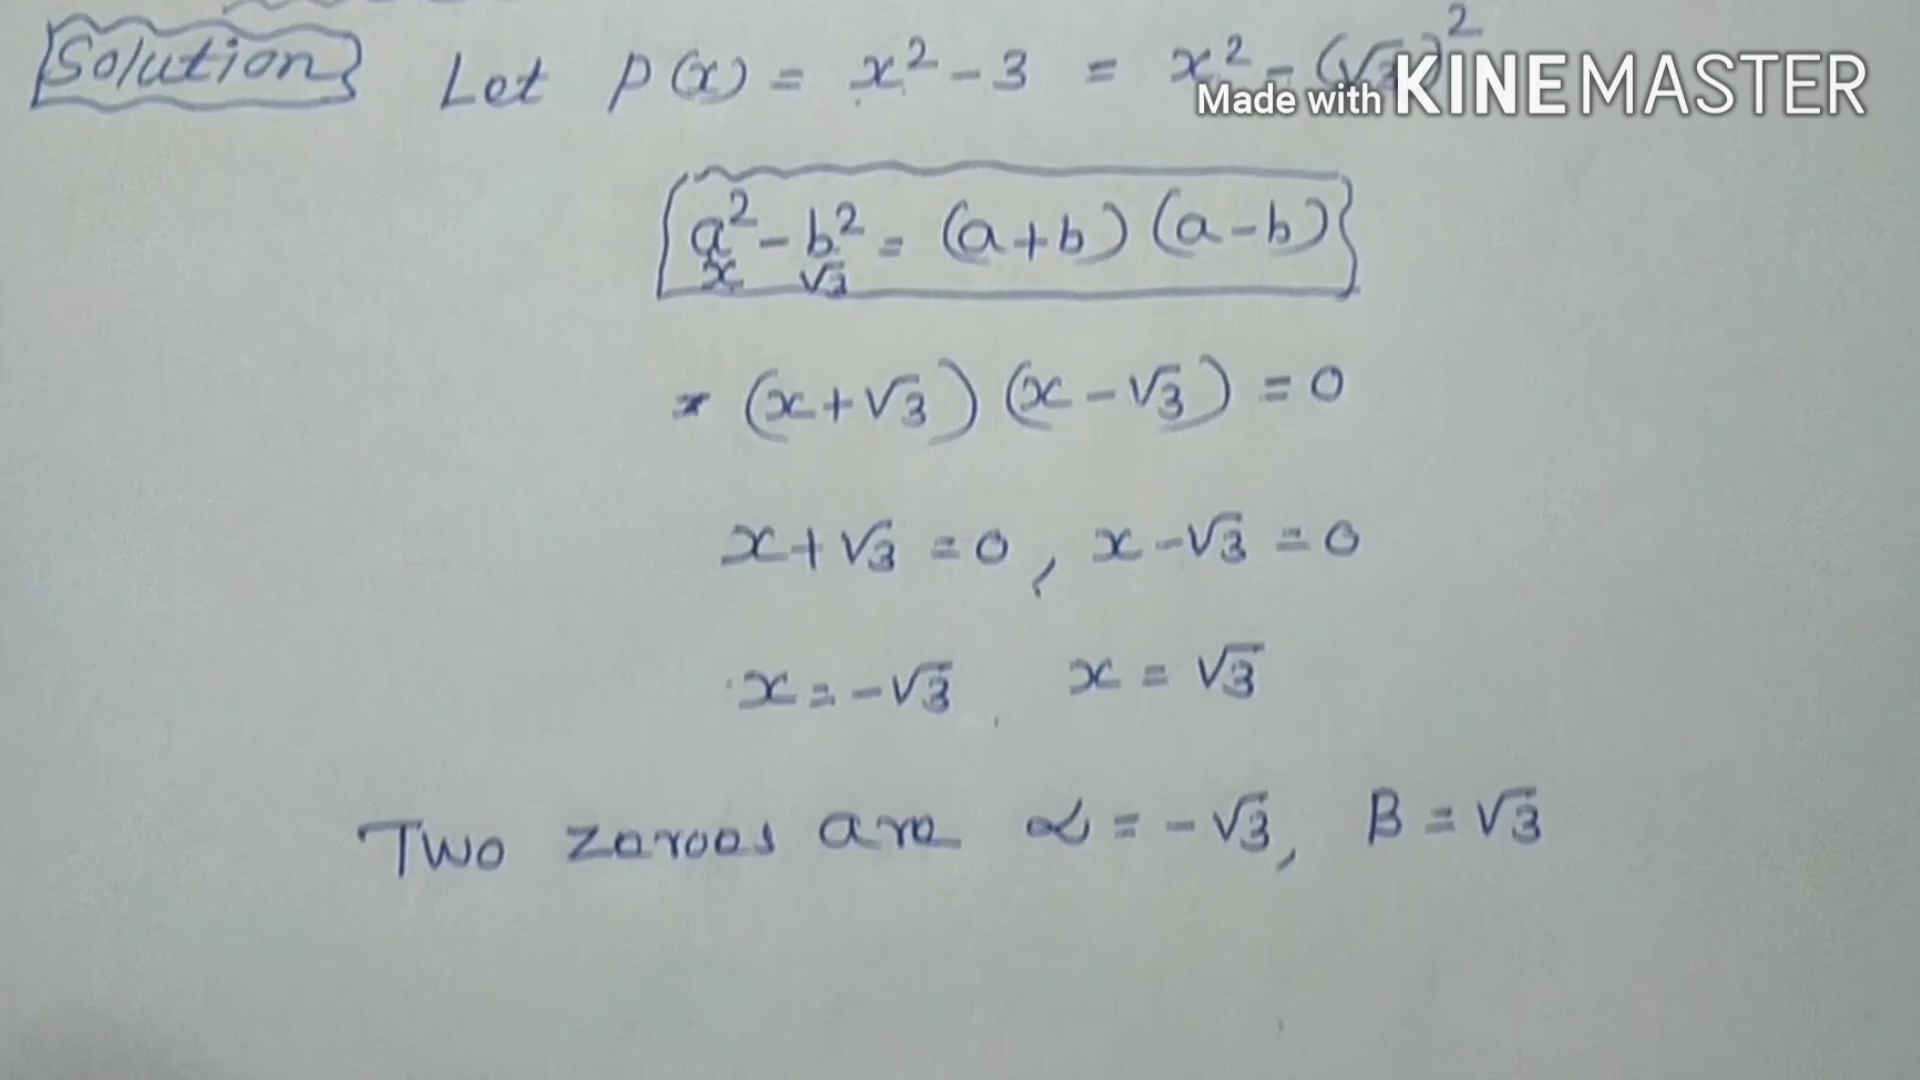 Solution Let P(x) = x² - 3 = x² - (√3)²
Made with KINEMASTER
a² - b² = (a+b) (a-b)
x √3
= (x+√3) (x-√3) = 0
x+√3 = 0, x-√3 = 0
x = -√3 x = √3
Two zeroes are α = -√3, β = √3